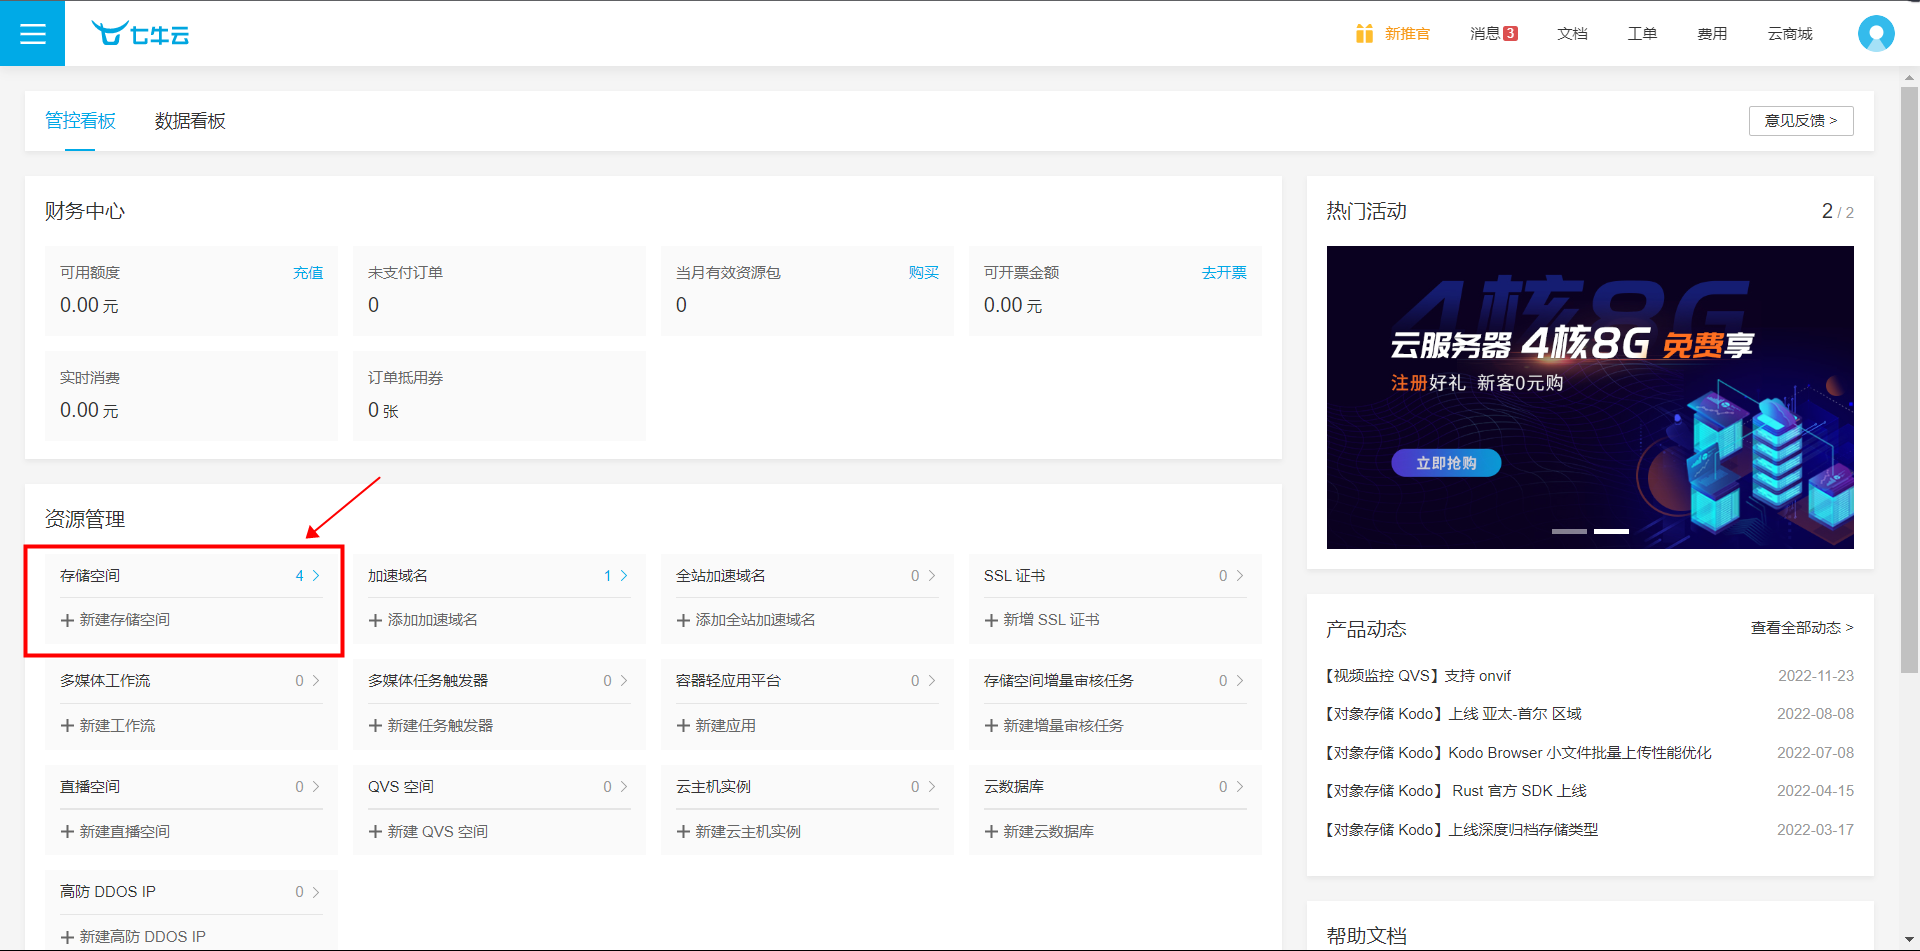 七牛云
新推官
消息 3
文档
工单
费用
云商城
管控看板
数据看板
意见反馈 >
财务中心
可用额度 充值
0.00 元
未支付订单
0
当月有效资源包 购买
0
可开票金额 去开票
0.00 元
实时消费
0.00 元
订单抵用券
0 张
资源管理
存储空间 4
新建存储空间
加速域名 1
添加加速域名
全站加速域名 0
添加全站加速域名
SSL 证书 0
新增 SSL 证书
多媒体工作流 0
新建工作流
多媒体任务触发器 0
新建任务触发器
容器轻应用平台 0
新建应用
存储空间增量审核任务 0
新建增量审核任务
直播空间 0
新建直播空间
QVS 空间 0
新建 QVS 空间
云主机实例 0
新建云主机实例
云数据库 0
新建云数据库
高防 DDOS IP 0
新建高防 DDOS IP
热门活动 2 / 2
4核8G
云服务器 4核8G 免费享
注册好礼 新客0元购
立即抢购
产品动态 查看全部动态 >
【视频监控 QVS】支持 onvif 2022-11-23
【对象存储 Kodo】上线 亚太-首尔 区域 2022-08-08
【对象存储 Kodo】Kodo Browser 小文件批量上传性能优化 2022-07-08
【对象存储 Kodo】 Rust 官方 SDK 上线 2022-04-15
【对象存储 Kodo】上线深度归档存储类型 2022-03-17
帮助文档